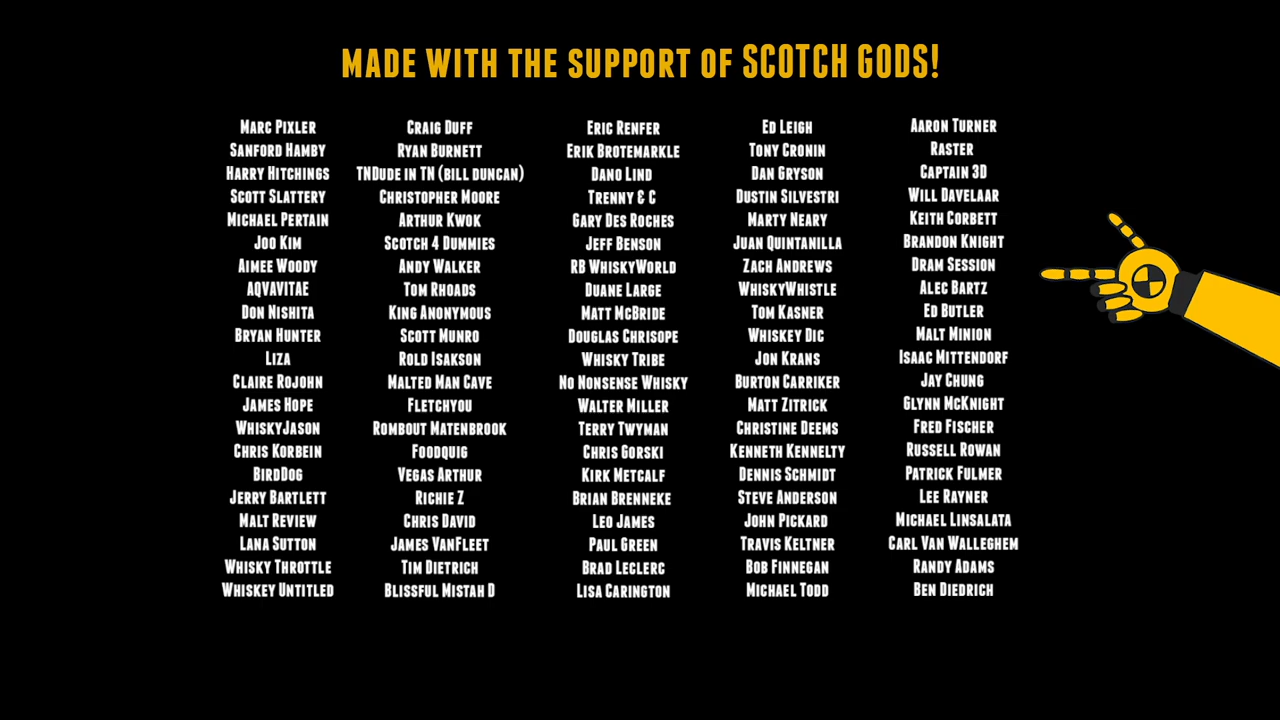 MADE WITH THE SUPPORT OF SCOTCH GODS!
MARC PIXLER
SANFORD HAMBY
HARRY HITCHINGS
SCOTT SLATTERY
MICHAEL PERTAIN
JOO KIM
AIMEE WOODY
AQVAVITAE
DON NISHITA
BRYAN HUNTER
LIZA
CLAIRE ROJOHN
JAMES HOPE
WHISKYJASON
CHRIS KORBEIN
BIRDDOG
JERRY BARTLETT
MALT REVIEW
LANA SUTTON
WHISKY THROTTLE
WHISKEY UNTITLED
CRAIG DUFF
RYAN BURNETT
TNDUDE IN TN (BILL DUNCAN)
CHRISTOPHER MOORE
ARTHUR KWOK
SCOTCH 4 DUMMIES
ANDY WALKER
TOM RHOADS
KING ANONYMOUS
SCOTT MUNRO
ROLD ISAKSON
MALTED MAN CAVE
FLETCHYOU
ROMBOUT MATENBROOK
FOODQUIG
VEGAS ARTHUR
RICHIE Z
CHRIS DAVID
JAMES VANFLEET
TIM DIETRICH
BLISSFUL MISTAH D
ERIC RENFER
ERIK BROTEMARKLE
DANO LIND
TRENNY & C
GARY DES ROCHES
JEFF BENSON
RB WHISKYWORLD
DUANE LARGE
MATT MCBRIDE
DOUGLAS CHRISOPE
WHISKY TRIBE
NO NONSENSE WHISKY
WALTER MILLER
TERRY TWYMAN
CHRIS GORSKI
KIRK METCALF
BRIAN BRENNEKE
LEO JAMES
PAUL GREEN
BRAD LECLERC
LISA CARINGTON
ED LEIGH
TONY CRONIN
DAN GRYSON
DUSTIN SILVESTRI
MARTY NEARY
JUAN QUINTANILLA
ZACH ANDREWS
WHISKYWHISTLE
TOM KASNER
WHISKEY DIC
JON KRANS
BURTON CARRIKER
MATT ZITRICK
CHRISTINE DEEMS
KENNETH KENNELTY
DENNIS SCHMIDT
STEVE ANDERSON
JOHN PICKARD
TRAVIS KELTNER
BOB FINNEGAN
MICHAEL TODD
AARON TURNER
RASTER
CAPTAIN 3D
WILL DAVELAAR
KEITH CORBETT
BRANDON KNIGHT
DRAM SESSION
ALEC BARTZ
ED BUTLER
MALT MINION
ISAAC MITTENDORF
JAY CHUNG
GLYNN MCKNIGHT
FRED FISCHER
RUSSELL ROWAN
PATRICK FULMER
LEE RAYNER
MICHAEL LINSALATA
CARL VAN WALLEGHEM
RANDY ADAMS
BEN DIEDRICH